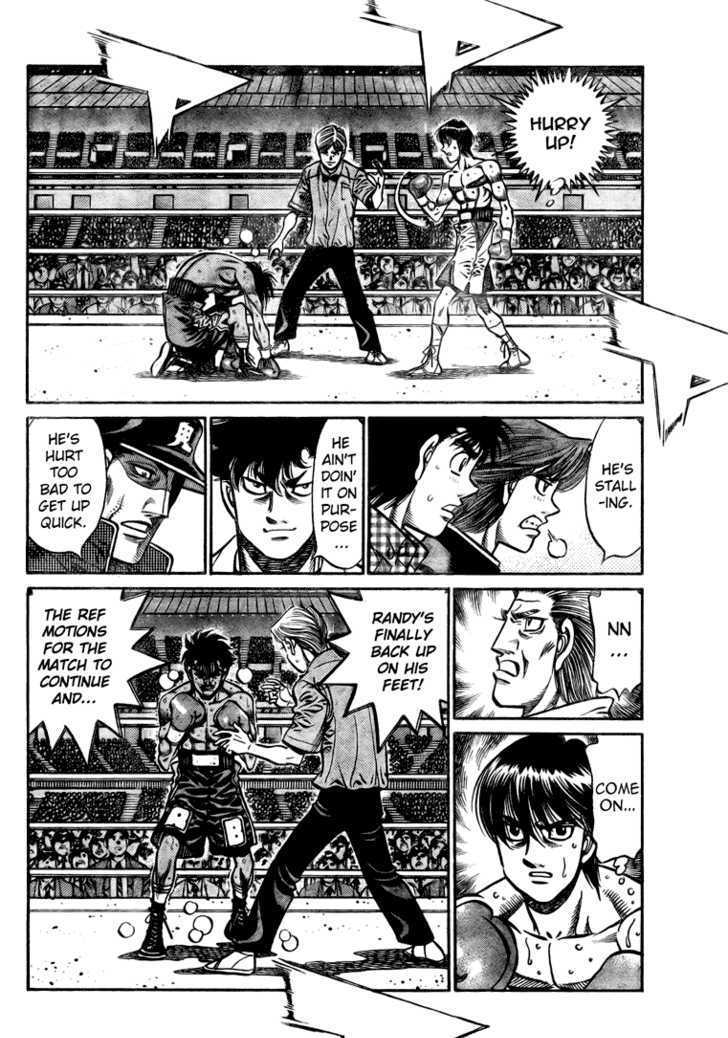 HURRY
UP!
HE'S
STALL
-ING.
HE
AIN'T
DOIN'
IT ON
PUR-
POSE
...
HE'S
HURT
TOO
BAD TO
GET UP
QUICK.
NN
...
COME
ON...
RANDY'S
FINALLY
BACK UP
ON HIS
FEET!
THE REF
MOTIONS
FOR THE
MATCH TO
CONTINUE
AND...
A B